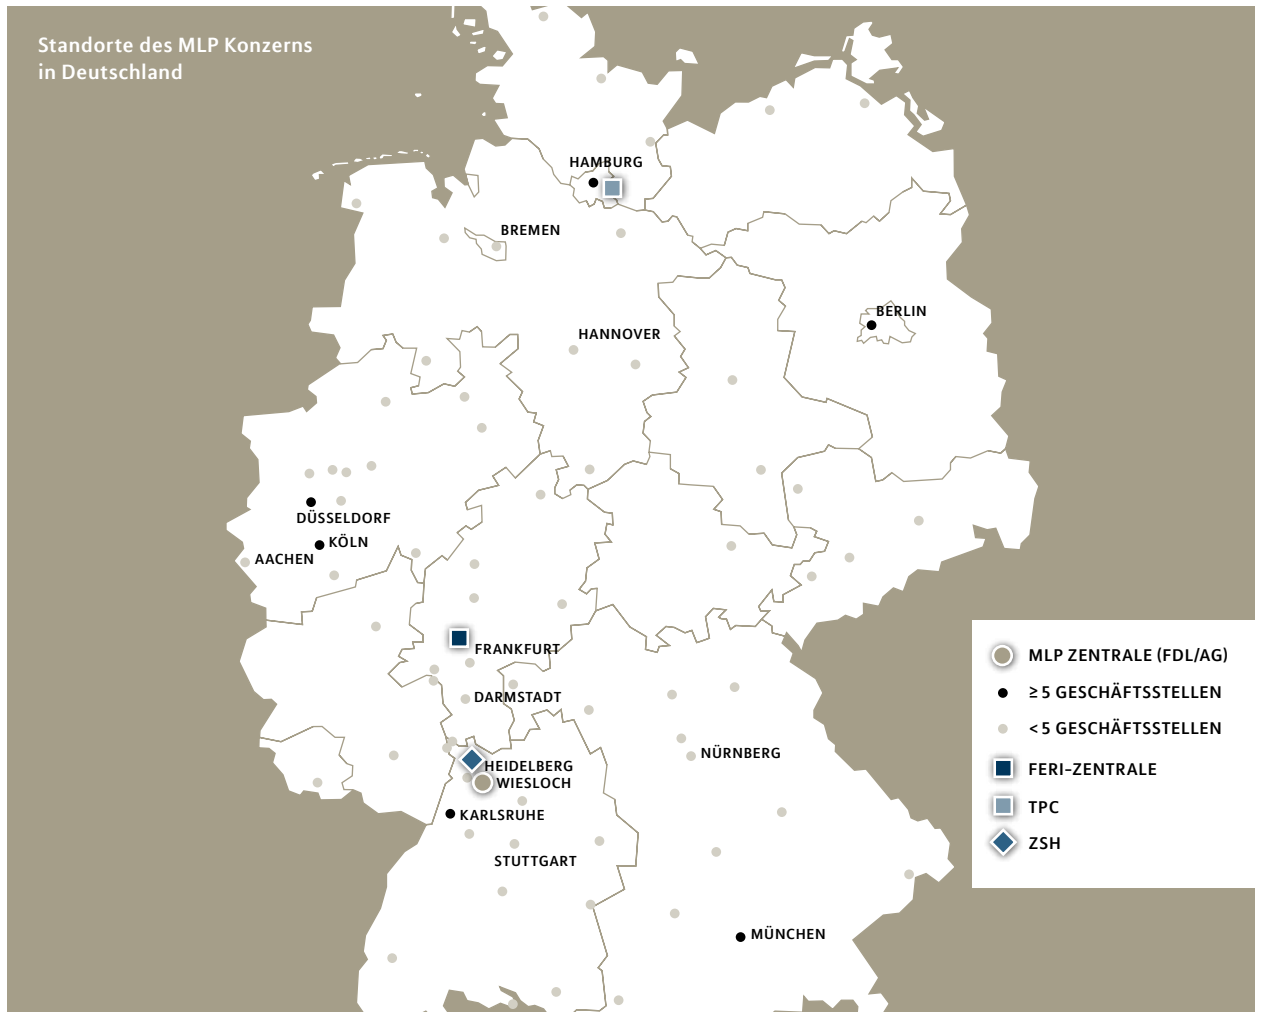 Standorte des MLP Konzerns
in Deutschland
HAMBURG
BREMEN
BERLIN
HANNOVER
DÜSSELDORF
KÖLN
AACHEN
FRANKFURT
DARMSTADT
NÜRNBERG
HEIDELBERG
WIESLOCH
KARLSRUHE
STUTTGART
MÜNCHEN
MLP ZENTRALE (FDL/AG)
≥ 5 GESCHÄFTSSTELLEN
< 5 GESCHÄFTSSTELLEN
FERI-ZENTRALE
TPC
ZSH